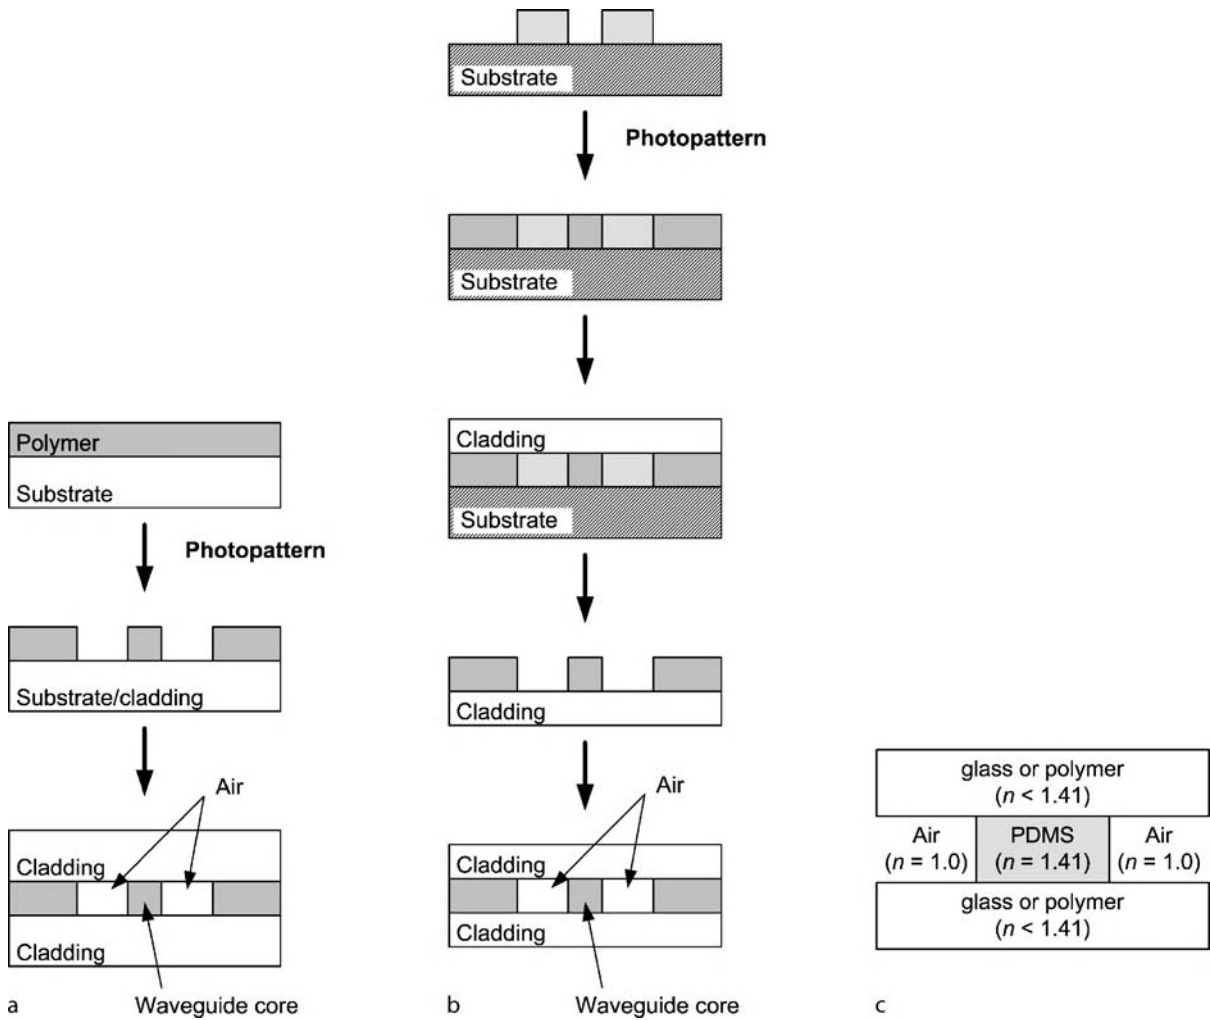 Polymer
Substrate
Photopattern
Substrate/cladding
Air
Cladding
Cladding
Waveguide core
a
Substrate
Photopattern
Substrate
Cladding
Substrate
Cladding
Air
Cladding
Cladding
Waveguide core
b
glass or polymer
(n < 1.41)
Air PDMS Air
(n = 1.0) (n = 1.41) (n = 1.0)
glass or polymer
(n < 1.41)
c